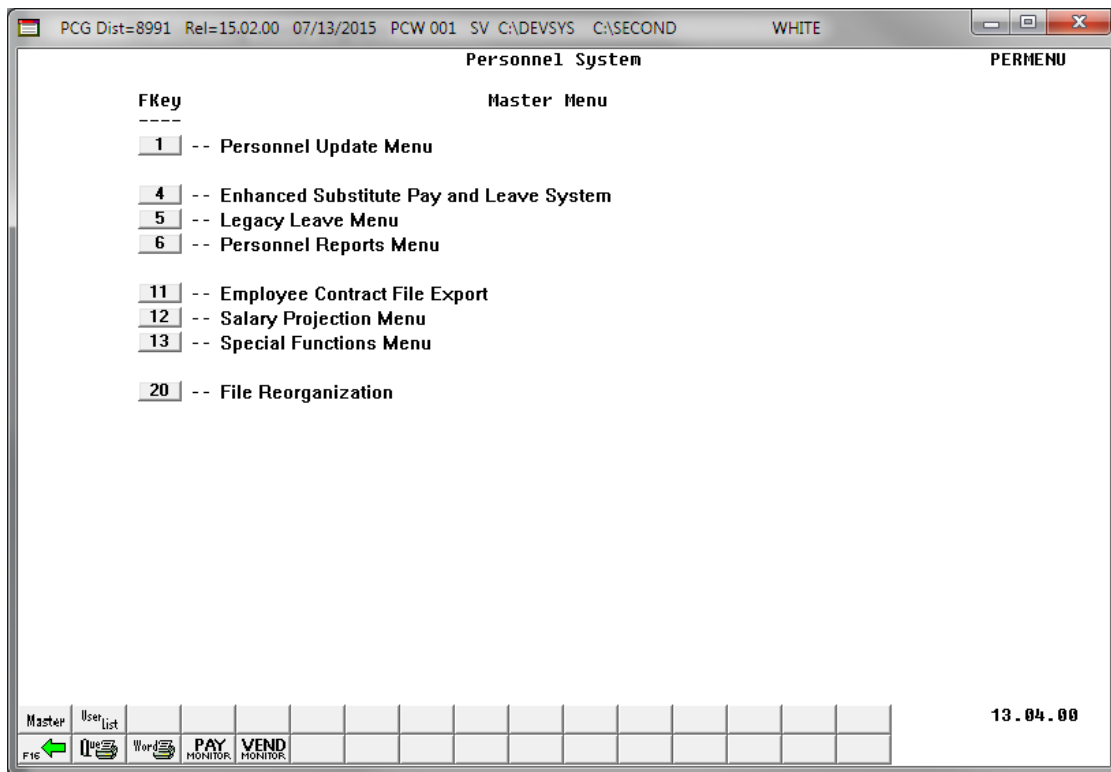 PCG Dist=8991 Rel=15.02.00 07/13/2015 PCW 001 SV C:\DEVSYS C:\SECOND WHITE
Personnel System PERMENU
FKey Master Menu
----
1 -- Personnel Update Menu
4 -- Enhanced Substitute Pay and Leave System
5 -- Legacy Leave Menu
6 -- Personnel Reports Menu
11 -- Employee Contract File Export
12 -- Salary Projection Menu
13 -- Special Functions Menu
20 -- File Reorganization
Master User List 13.04.00
F16 Que Word PAY MONITOR VEND MONITOR